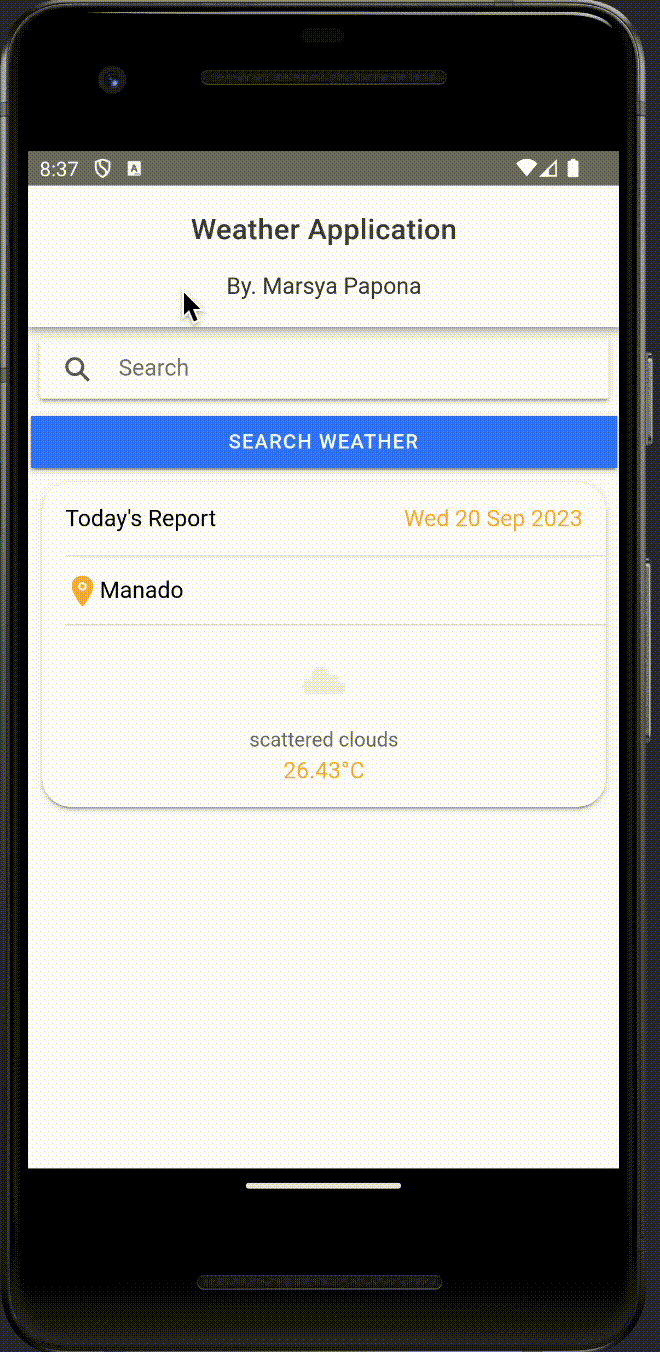 8:37 A
Weather Application
By. Marsya Papona
Search
SEARCH WEATHER
Today's Report Wed 20 Sep 2023
Manado
scattered clouds
26.43°C